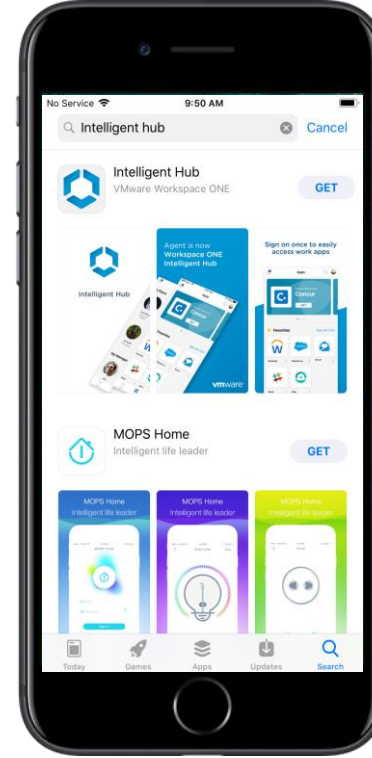 No Service
9:50 AM
Intelligent hub
Cancel
Intelligent Hub
VMware Workspace ONE
GET
Intelligent Hub
Agent is now
Workspace ONE
Intelligent Hub
vmware
Sign on once to easily
access work apps
Apps
Concur
Favorites
MOPS Home
Intelligent life leader
GET
MOPS Home
Intelligent life leader
MOPS Home
Intelligent life leader
MOPS Home
Intelligent life leader
Today
Games
Apps
Updates
Search